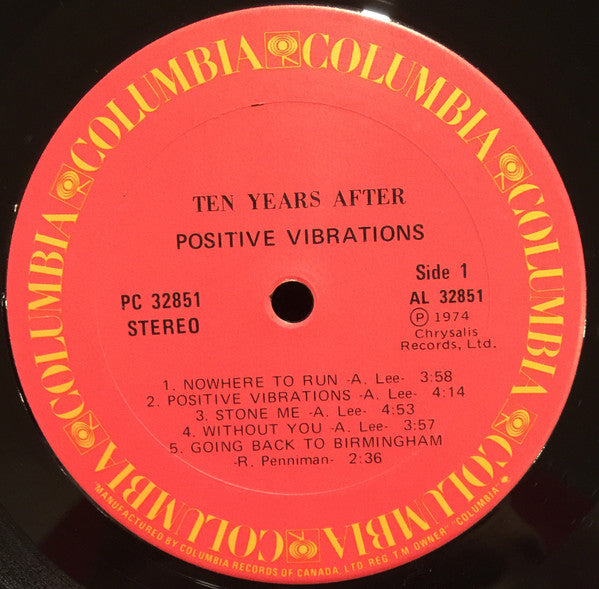 COLUMBIA COLUMBIA COLUMBIA COLUMBIA COLUMBIA COLUMBIA COLUMBIA COLUMBIA
TEN YEARS AFTER
POSITIVE VIBRATIONS
Side 1
PC 32851
AL 32851
STEREO
Ⓟ 1974
Chrysalis
Records, Ltd.
1. NOWHERE TO RUN -A. Lee- 3:58
2. POSITIVE VIBRATIONS -A. Lee- 4:14
3. STONE ME -A. Lee- 4:53
4. WITHOUT YOU -A. Lee- 3:57
5. GOING BACK TO BIRMINGHAM
-R. Penniman- 2:36
"MANUFACTURED BY COLUMBIA RECORDS OF CANADA, LTD. REG. T.M. OWNER" "COLUMBIA"